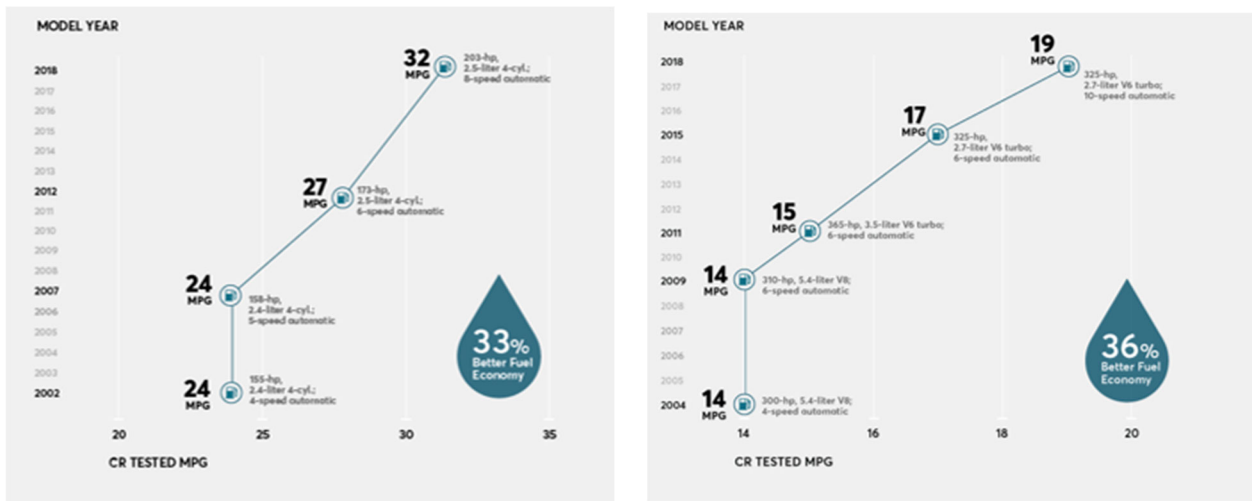 MODEL YEAR
2018
2017
2016
2015
2014
2013
2012
2011
2010
2009
2008
2007
2006
2005
2004
2003
2002
32
MPG
203-hp,
2.5-liter 4-cyl.;
8-speed automatic
27
MPG
173-hp,
2.5-liter 4-cyl.;
6-speed automatic
24
MPG
158-hp,
2.4-liter 4-cyl.;
5-speed automatic
24
MPG
155-hp,
2.4-liter 4-cyl.;
4-speed automatic
33%
Better Fuel
Economy
20 25 30 35
CR TESTED MPG
MODEL YEAR
2018
2017
2016
2015
2014
2013
2012
2011
2010
2009
2008
2007
2006
2005
2004
19
MPG
325-hp,
2.7-liter V6 turbo;
10-speed automatic
17
MPG
325-hp,
2.7-liter V6 turbo;
6-speed automatic
15
MPG
365-hp, 3.5-liter V6 turbo;
6-speed automatic
14
MPG
310-hp, 5.4-liter V8;
6-speed automatic
14
MPG
300-hp, 5.4-liter V8;
4-speed automatic
36%
Better Fuel
Economy
14 16 18 20
CR TESTED MPG